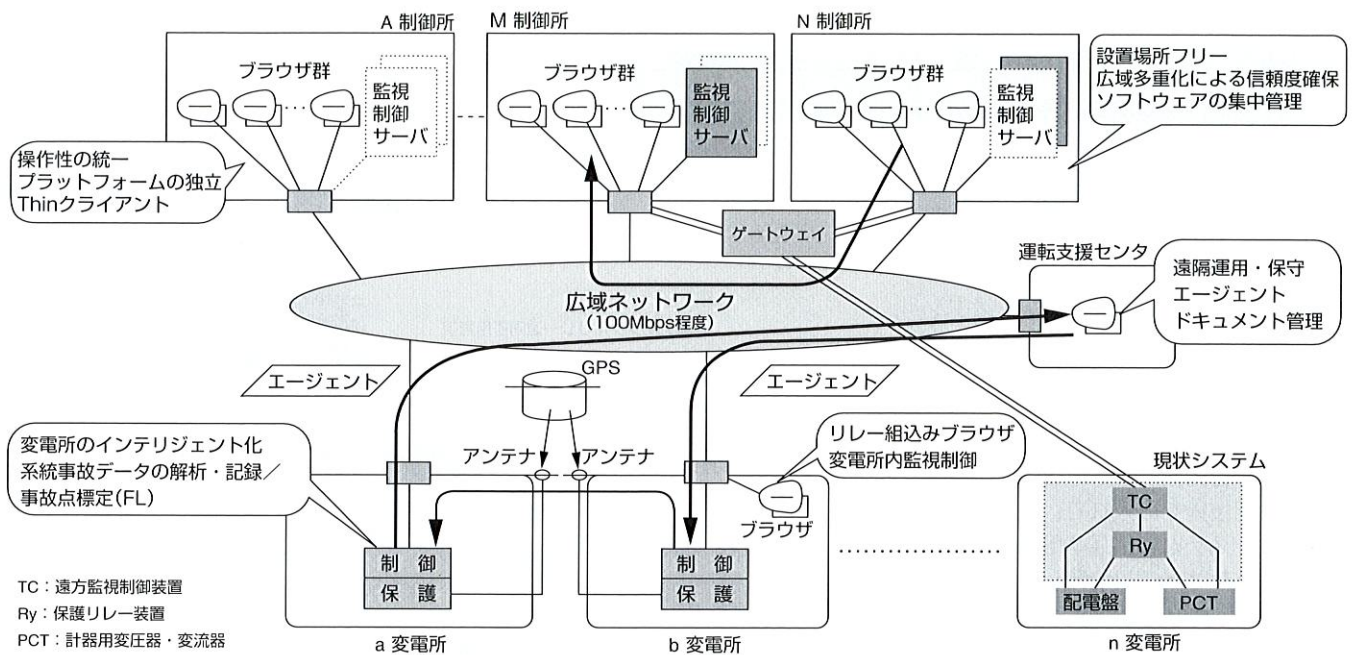 A 制御所
M 制御所
N 制御所
ブラウザ群
監視
制御
サーバ
ブラウザ群
監視
制御
サーバ
ブラウザ群
監視
制御
サーバ
設置場所フリー
広域多重化による信頼度確保
ソフトウェアの集中管理
操作性の統一
プラットフォームの独立
Thinクライアント
ゲートウェイ
運転支援センタ
遠隔運用・保守
エージェント
ドキュメント管理
広域ネットワーク
(100Mbps程度)
エージェント
GPS
エージェント
変電所のインテリジェント化
系統事故データの解析・記録／
事故点標定(FL)
アンテナ
アンテナ
リレー組込みブラウザ
変電所内監視制御
ブラウザ
現状システム
TC
Ry
配電盤
PCT
制 御
保 護
制 御
保 護
TC：遠方監視制御装置
Ry：保護リレー装置
PCT：計器用変圧器・変流器
a 変電所
b 変電所
n 変電所